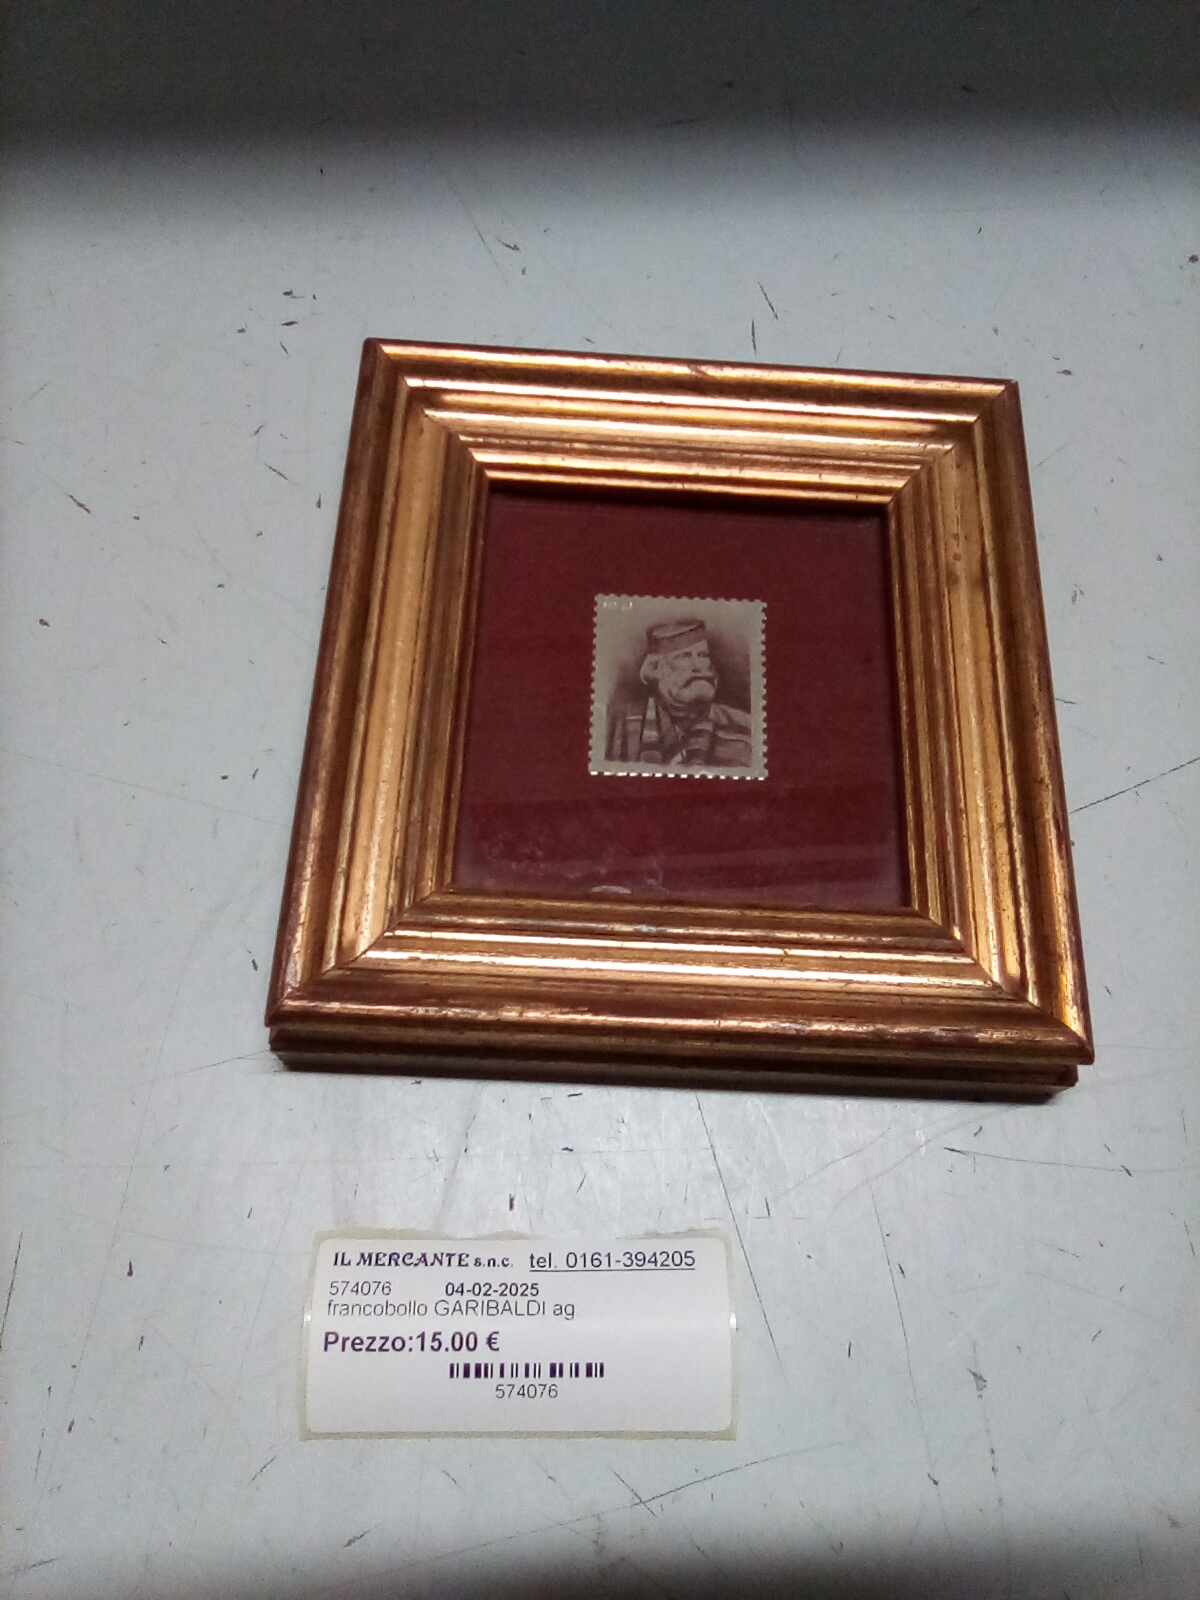 IL MERCANTE s.n.c. tel. 0161-394205
574076 04-02-2025
francobollo GARIBALDI ag
Prezzo:15.00 €
574076